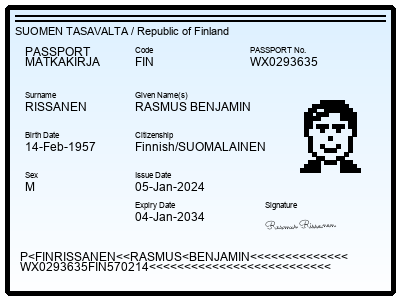 SUOMEN TASAVALTA / Republic of Finland
PASSPORT
MATKAKIRJA
Code
FIN
PASSPORT No.
WX0293635
Surname
RISSANEN
Given Name(s)
RASMUS BENJAMIN
Birth Date
14-Feb-1957
Citizenship
Finnish/SUOMALAINEN
Sex
M
Issue Date
05-Jan-2024
Expiry Date
04-Jan-2034
Signature
Rasmus Rissanen
P<FINRISSANEN<<RASMUS<BENJAMIN<<<<<<<<<<<<<<
WX0293635FIN570214<<<<<<<<<<<<<<<<<<<<<<<<<<